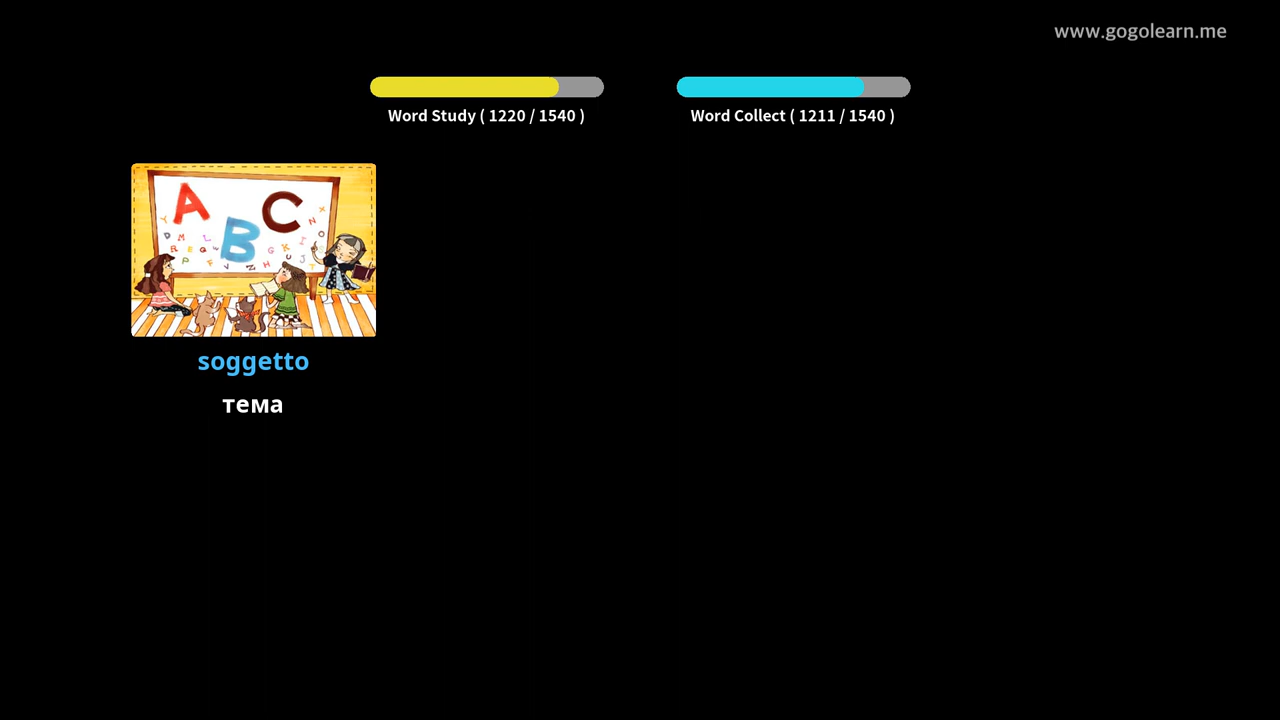 www.gogolearn.me
Word Study ( 1220 / 1540 )
Word Collect ( 1211 / 1540 )
A
B
C
soggetto
тема